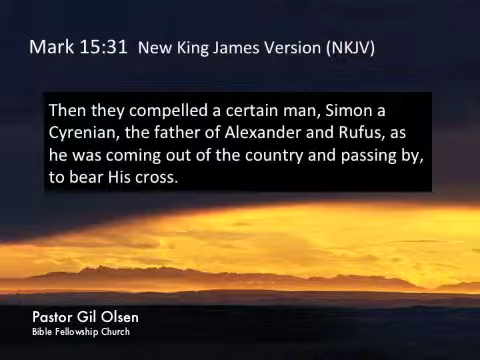 Mark 15:31 New King James Version (NKJV)
Then they compelled a certain man, Simon a
Cyrenian, the father of Alexander and Rufus, as
he was coming out of the country and passing by,
to bear His cross.
Pastor Gil Olsen
Bible Fellowship Church